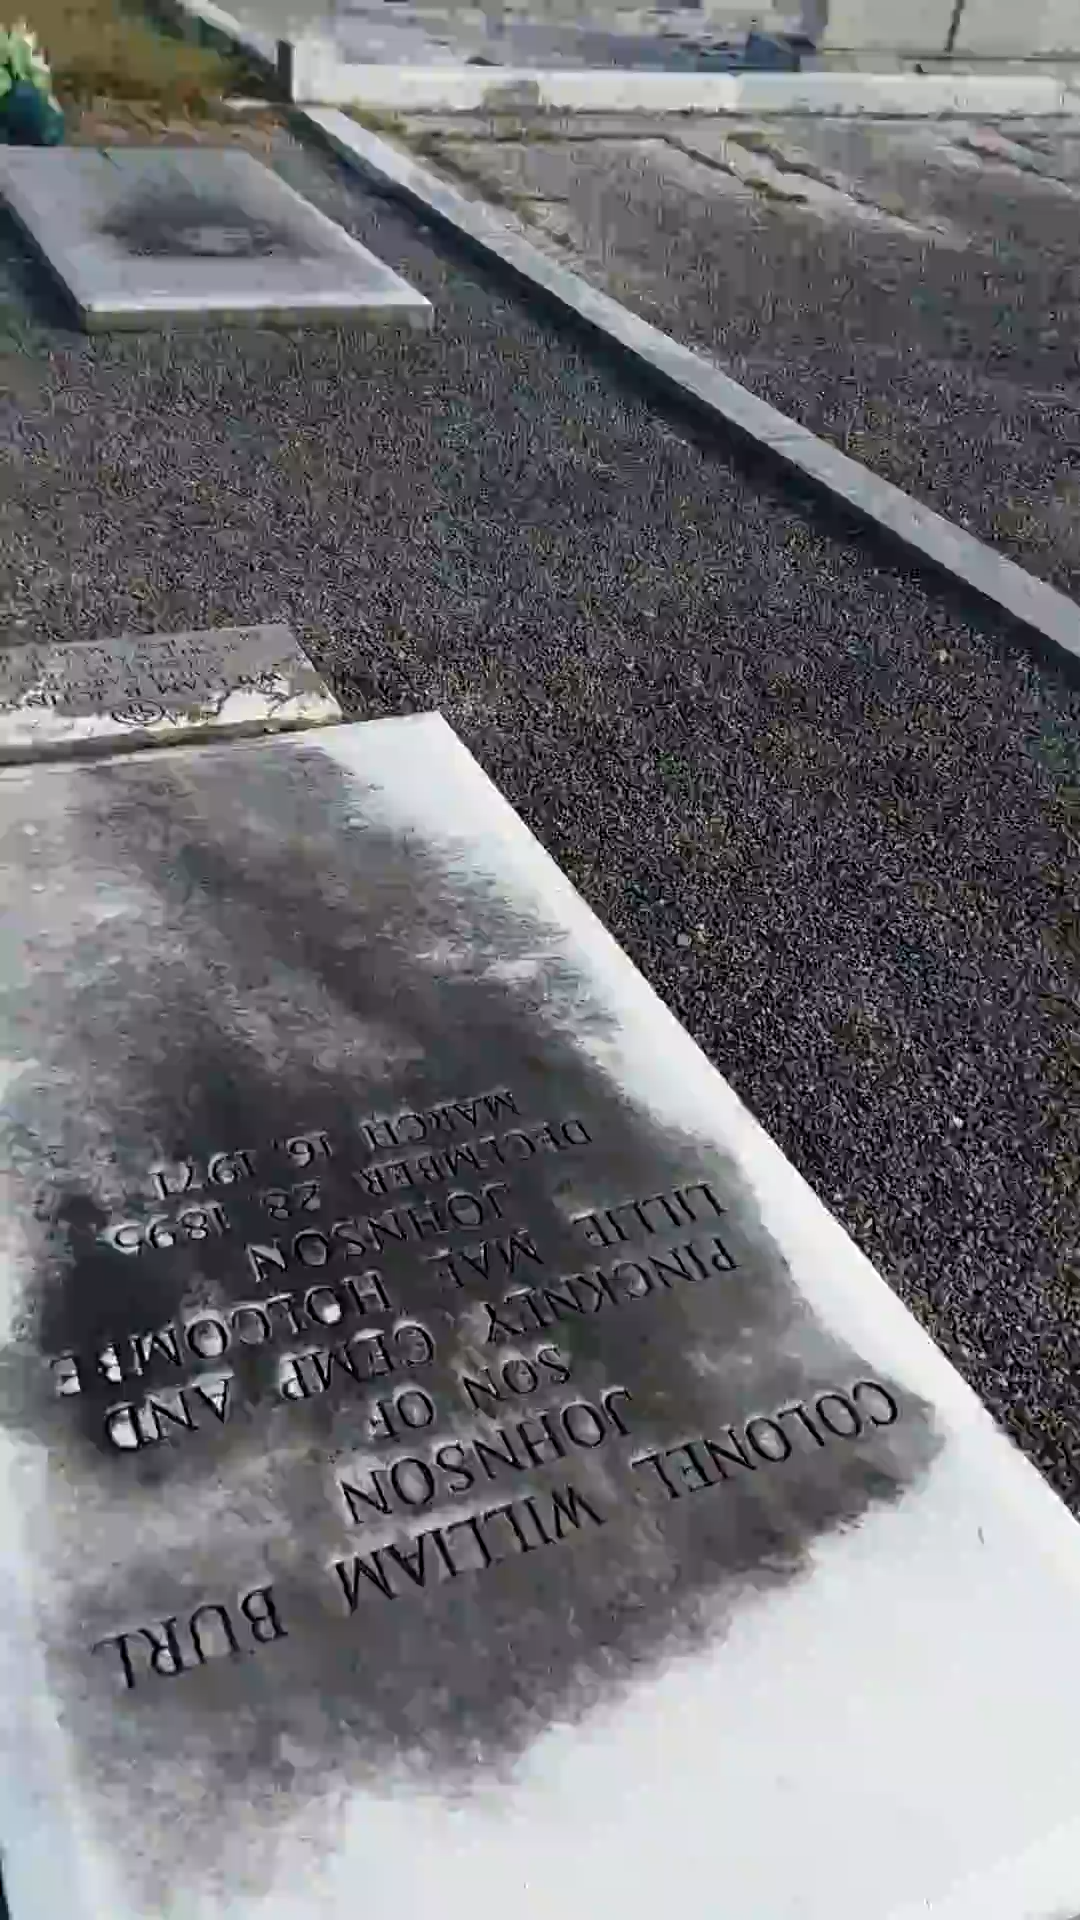 COLONEL WILLIAM BURL
JOHNSON
SON OF
PINCKNEY CEMP AND
LILLIE MAE HOLCOMBE
JOHNSON
DECEMBER 28 1895
MARCH 16, 1971